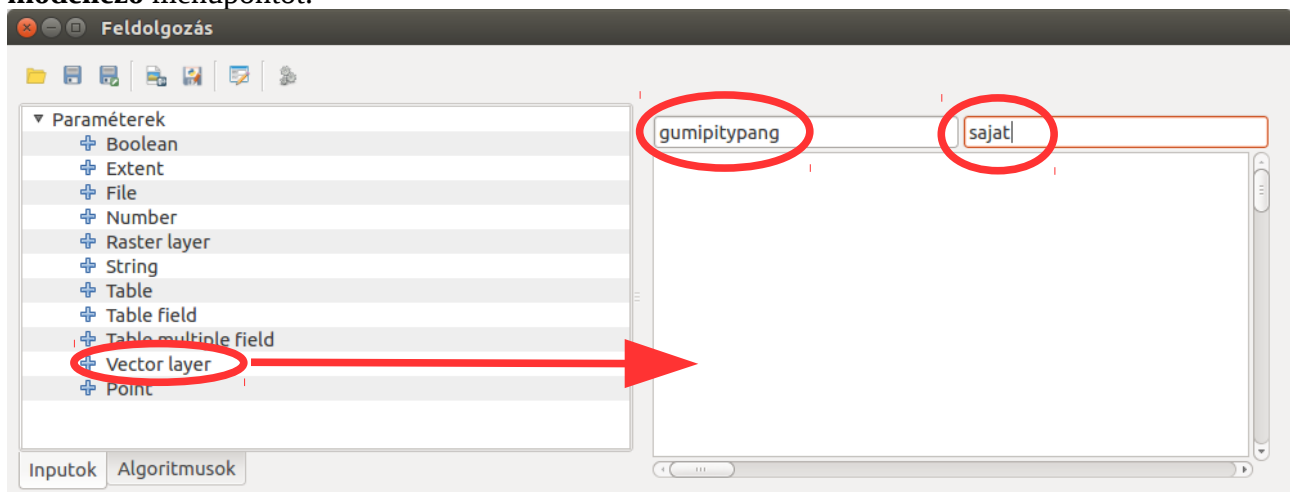 modellező menüpontot.
Feldolgozás
Paraméterek
Boolean
Extent
File
Number
Raster layer
String
Table
Table field
Table multiple field
Vector layer
Point
Inputok Algoritmusok
gumipitypang sajat